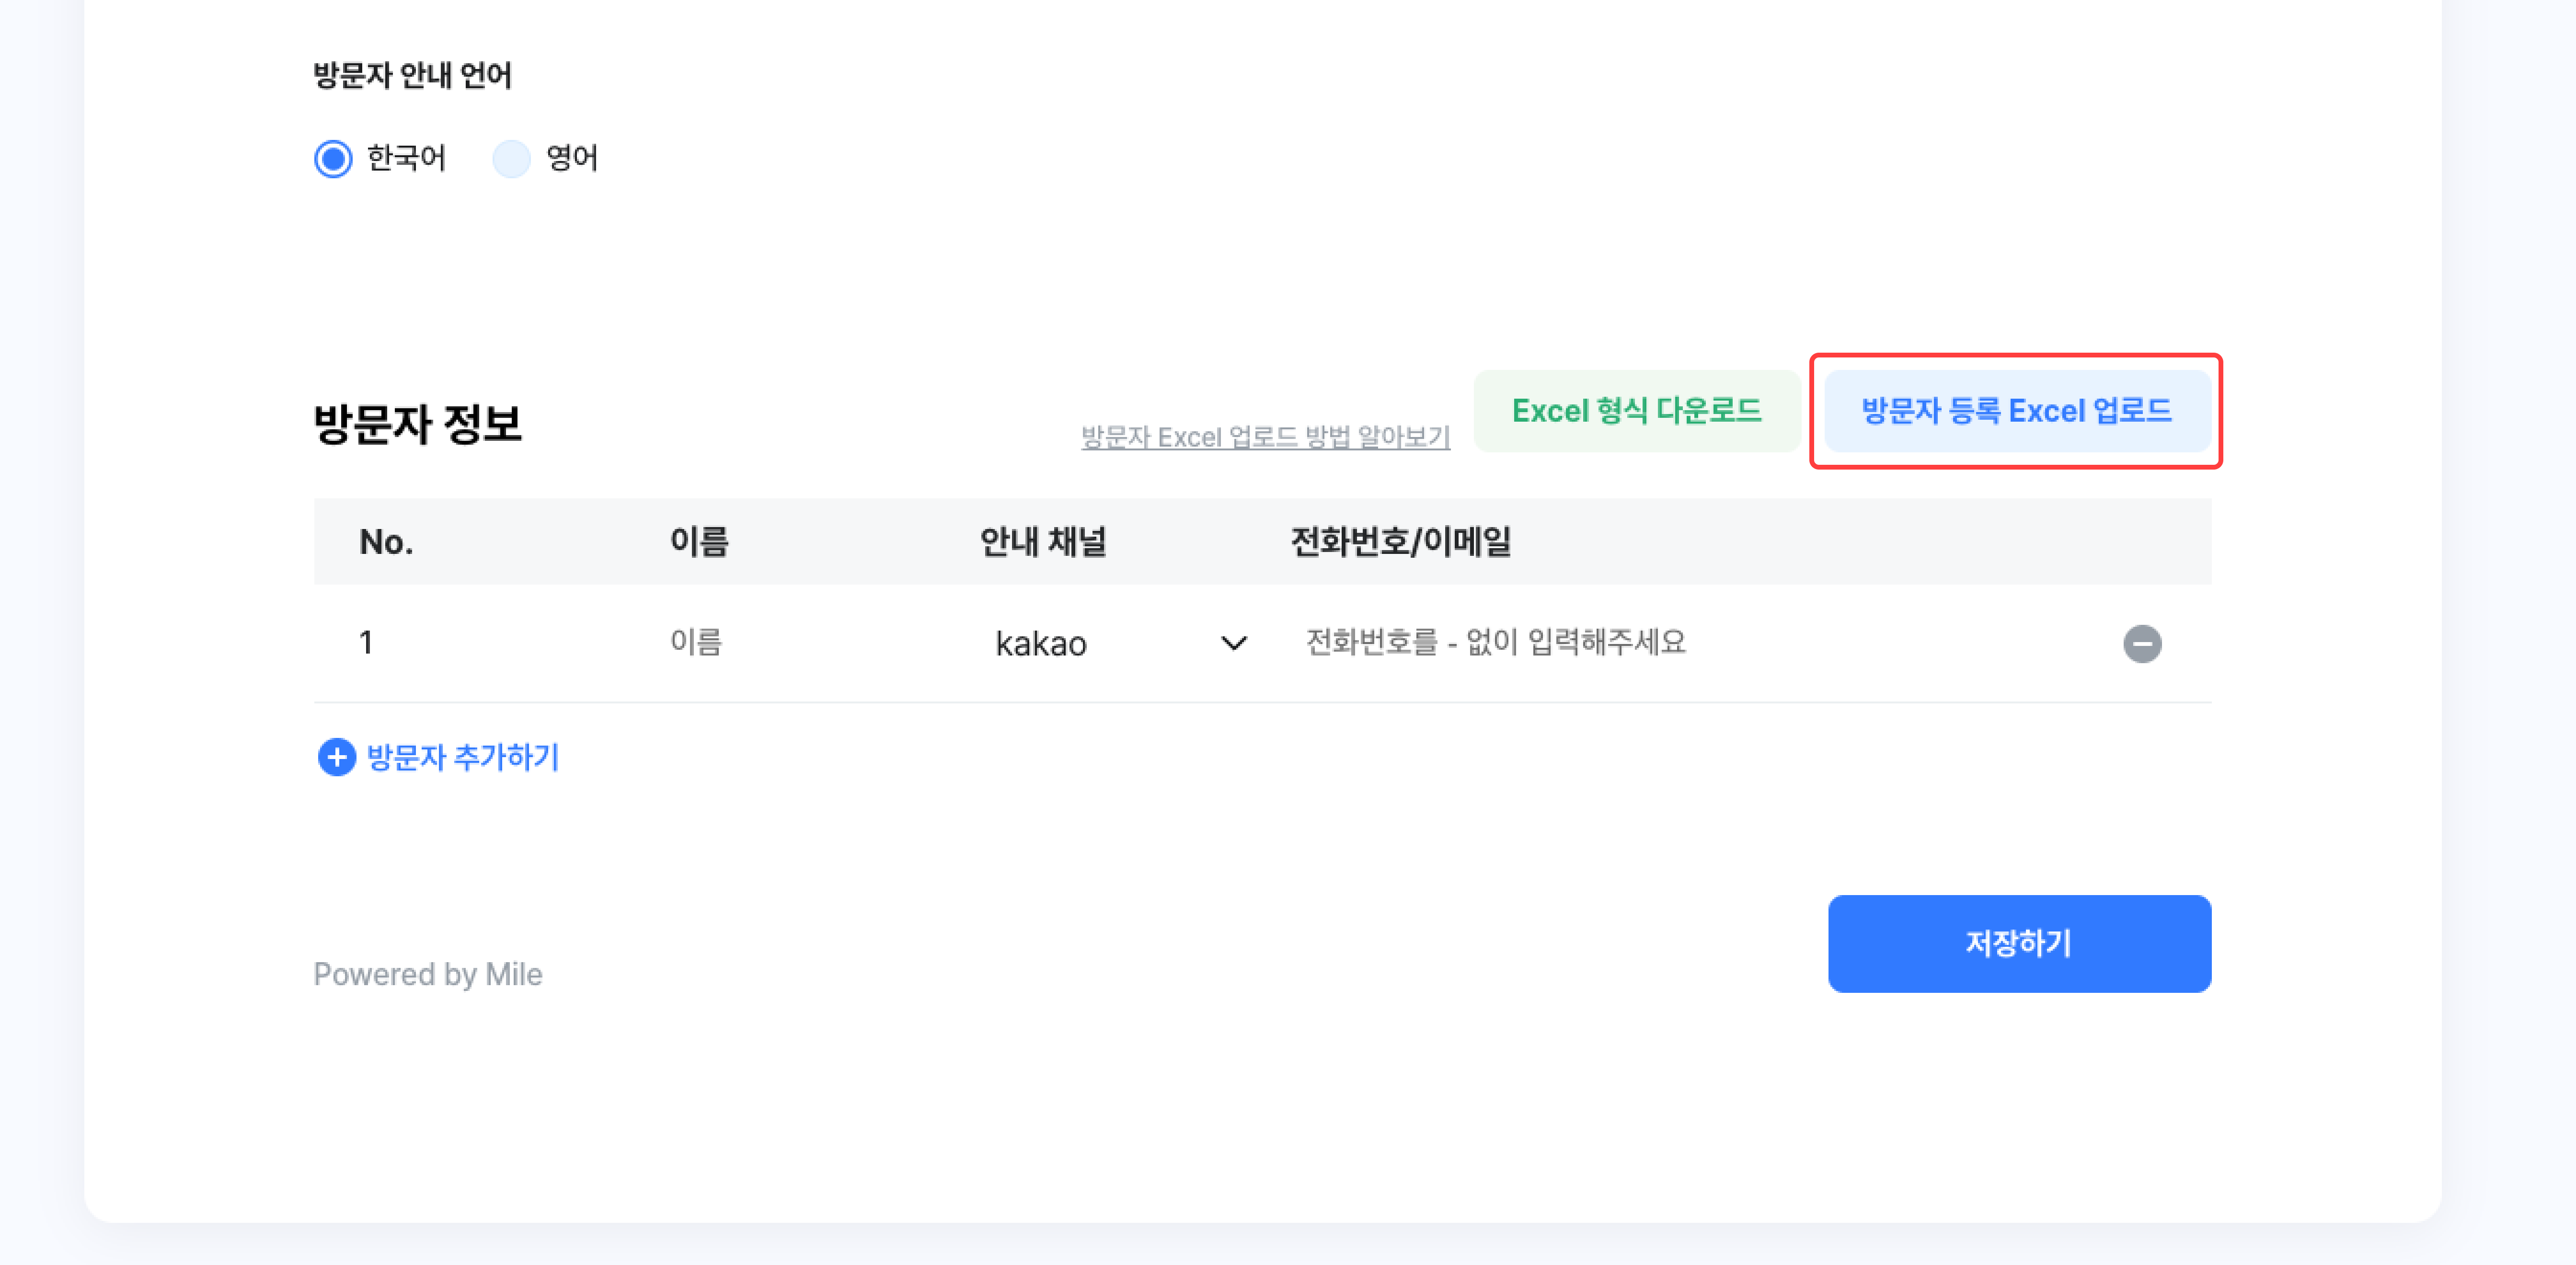 방문자 안내 언어
한국어 영어
방문자 정보 방문자 Excel 업로드 방법 알아보기 Excel 형식 다운로드 방문자 등록 Excel 업로드
No. 이름 안내 채널 전화번호/이메일
1 이름 kakao 전화번호를 - 없이 입력해주세요
방문자 추가하기
저장하기
Powered by Mile